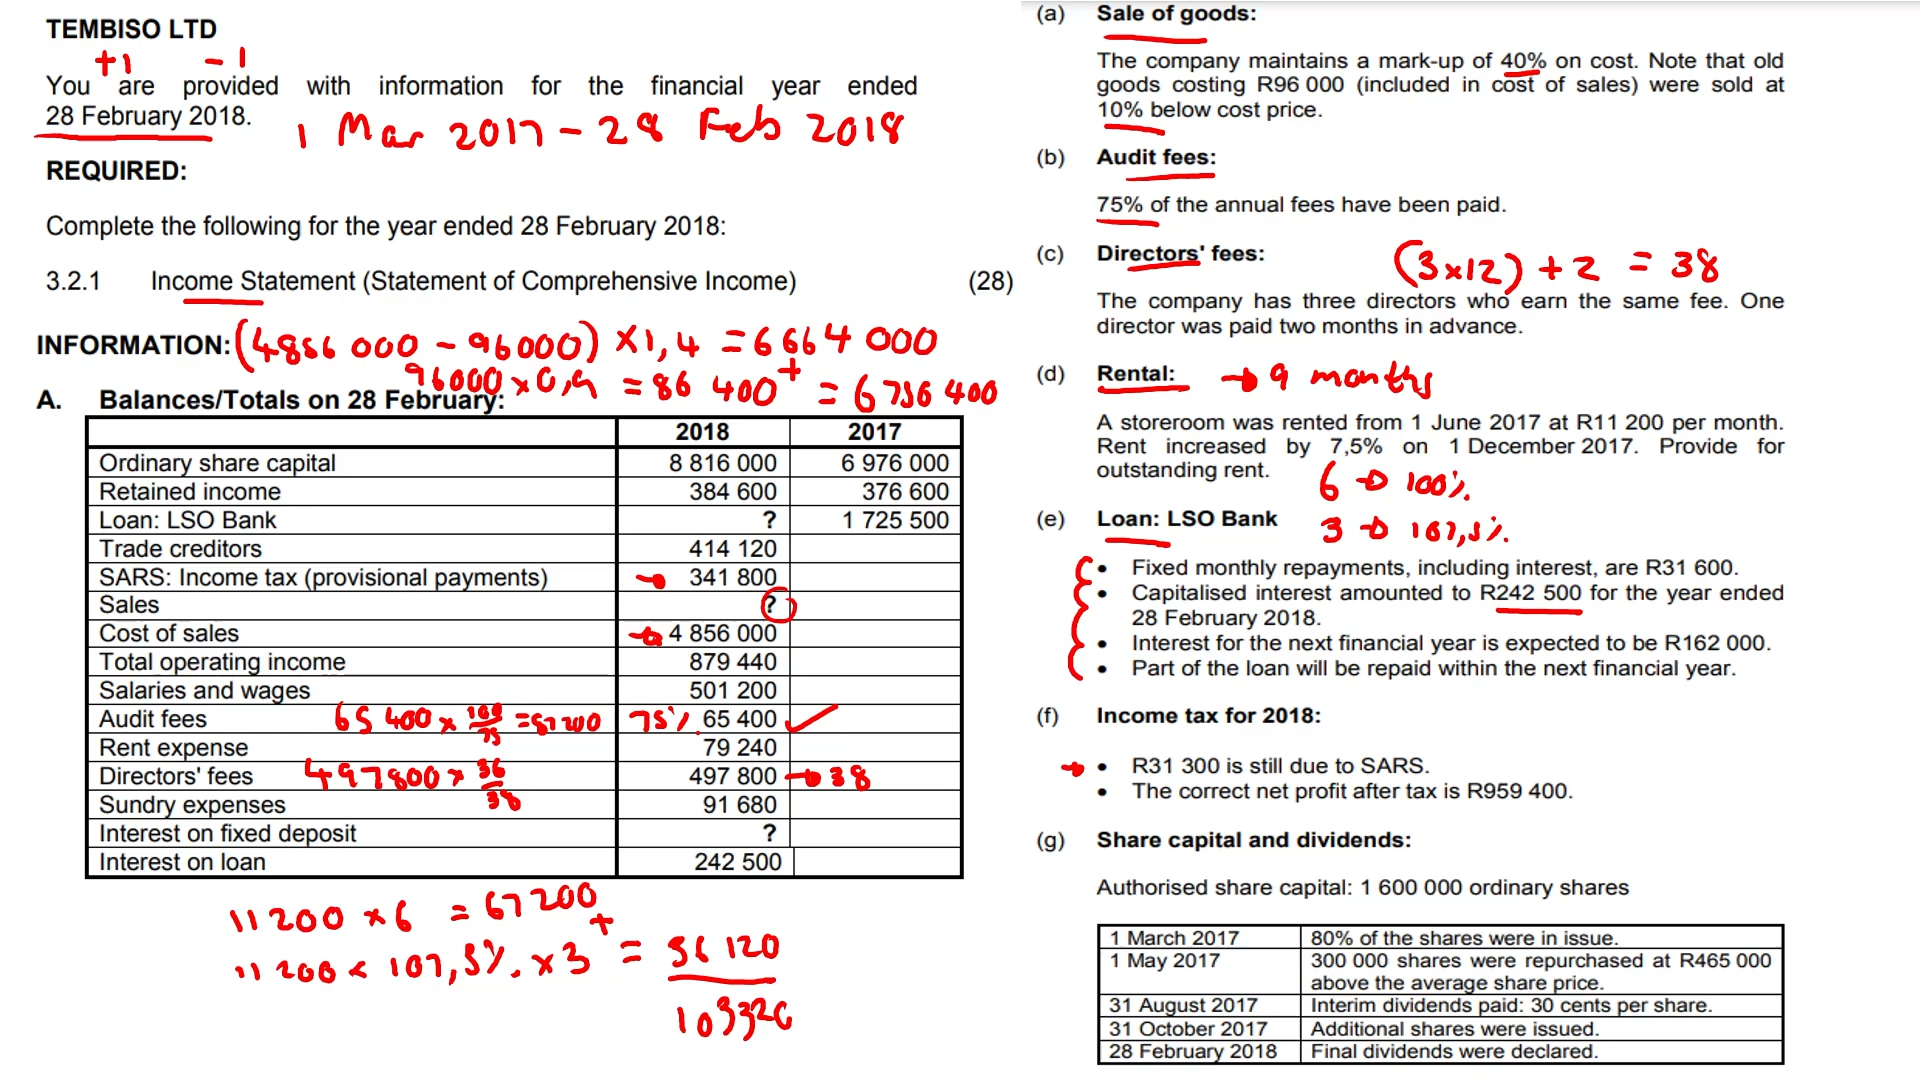 TEMBISO LTD
+1 -1
You are provided with information for the financial year ended
28 February 2018.
1 Mar 2017 - 28 Feb 2018
REQUIRED:
Complete the following for the year ended 28 February 2018:
3.2.1 Income Statement (Statement of Comprehensive Income) (28)
INFORMATION: (4856 000 - 96000) x1,4 = 6664 000
96000 x 0,9 = 86 400 + = 6 750 400
A. Balances/Totals on 28 February:
2018 2017
Ordinary share capital 8 816 000 6 976 000
Retained income 384 600 376 600
Loan: LSO Bank ? 1 725 500
Trade creditors 414 120
SARS: Income tax (provisional payments) → 341 800
Sales ?
Cost of sales → 4 856 000
Total operating income 879 440
Salaries and wages 501 200
Audit fees 65 400 x 100/75 = 87 200 75% 65 400 ✓
Rent expense 79 240
Directors' fees 497800 x 36/38 497 800 → 38
Sundry expenses 91 680
Interest on fixed deposit ?
Interest on loan 242 500
11200 x 6 = 67200 +
11 200 x 107,5% x 3 = 36 120
103320
(a) Sale of goods:
The company maintains a mark-up of 40% on cost. Note that old
goods costing R96 000 (included in cost of sales) were sold at
10% below cost price.
(b) Audit fees:
75% of the annual fees have been paid.
(c) Directors' fees: (3x12) + 2 = 38
The company has three directors who earn the same fee. One
director was paid two months in advance.
(d) Rental: → 9 months
A storeroom was rented from 1 June 2017 at R11 200 per month.
Rent increased by 7,5% on 1 December 2017. Provide for
outstanding rent.
6 → 100%
3 → 107,5%
(e) Loan: LSO Bank
• Fixed monthly repayments, including interest, are R31 600.
• Capitalised interest amounted to R242 500 for the year ended
28 February 2018.
• Interest for the next financial year is expected to be R162 000.
• Part of the loan will be repaid within the next financial year.
(f) Income tax for 2018:
→ • R31 300 is still due to SARS.
• The correct net profit after tax is R959 400.
(g) Share capital and dividends:
Authorised share capital: 1 600 000 ordinary shares
1 March 2017 80% of the shares were in issue.
1 May 2017 300 000 shares were repurchased at R465 000
above the average share price.
31 August 2017 Interim dividends paid: 30 cents per share.
31 October 2017 Additional shares were issued.
28 February 2018 Final dividends were declared.